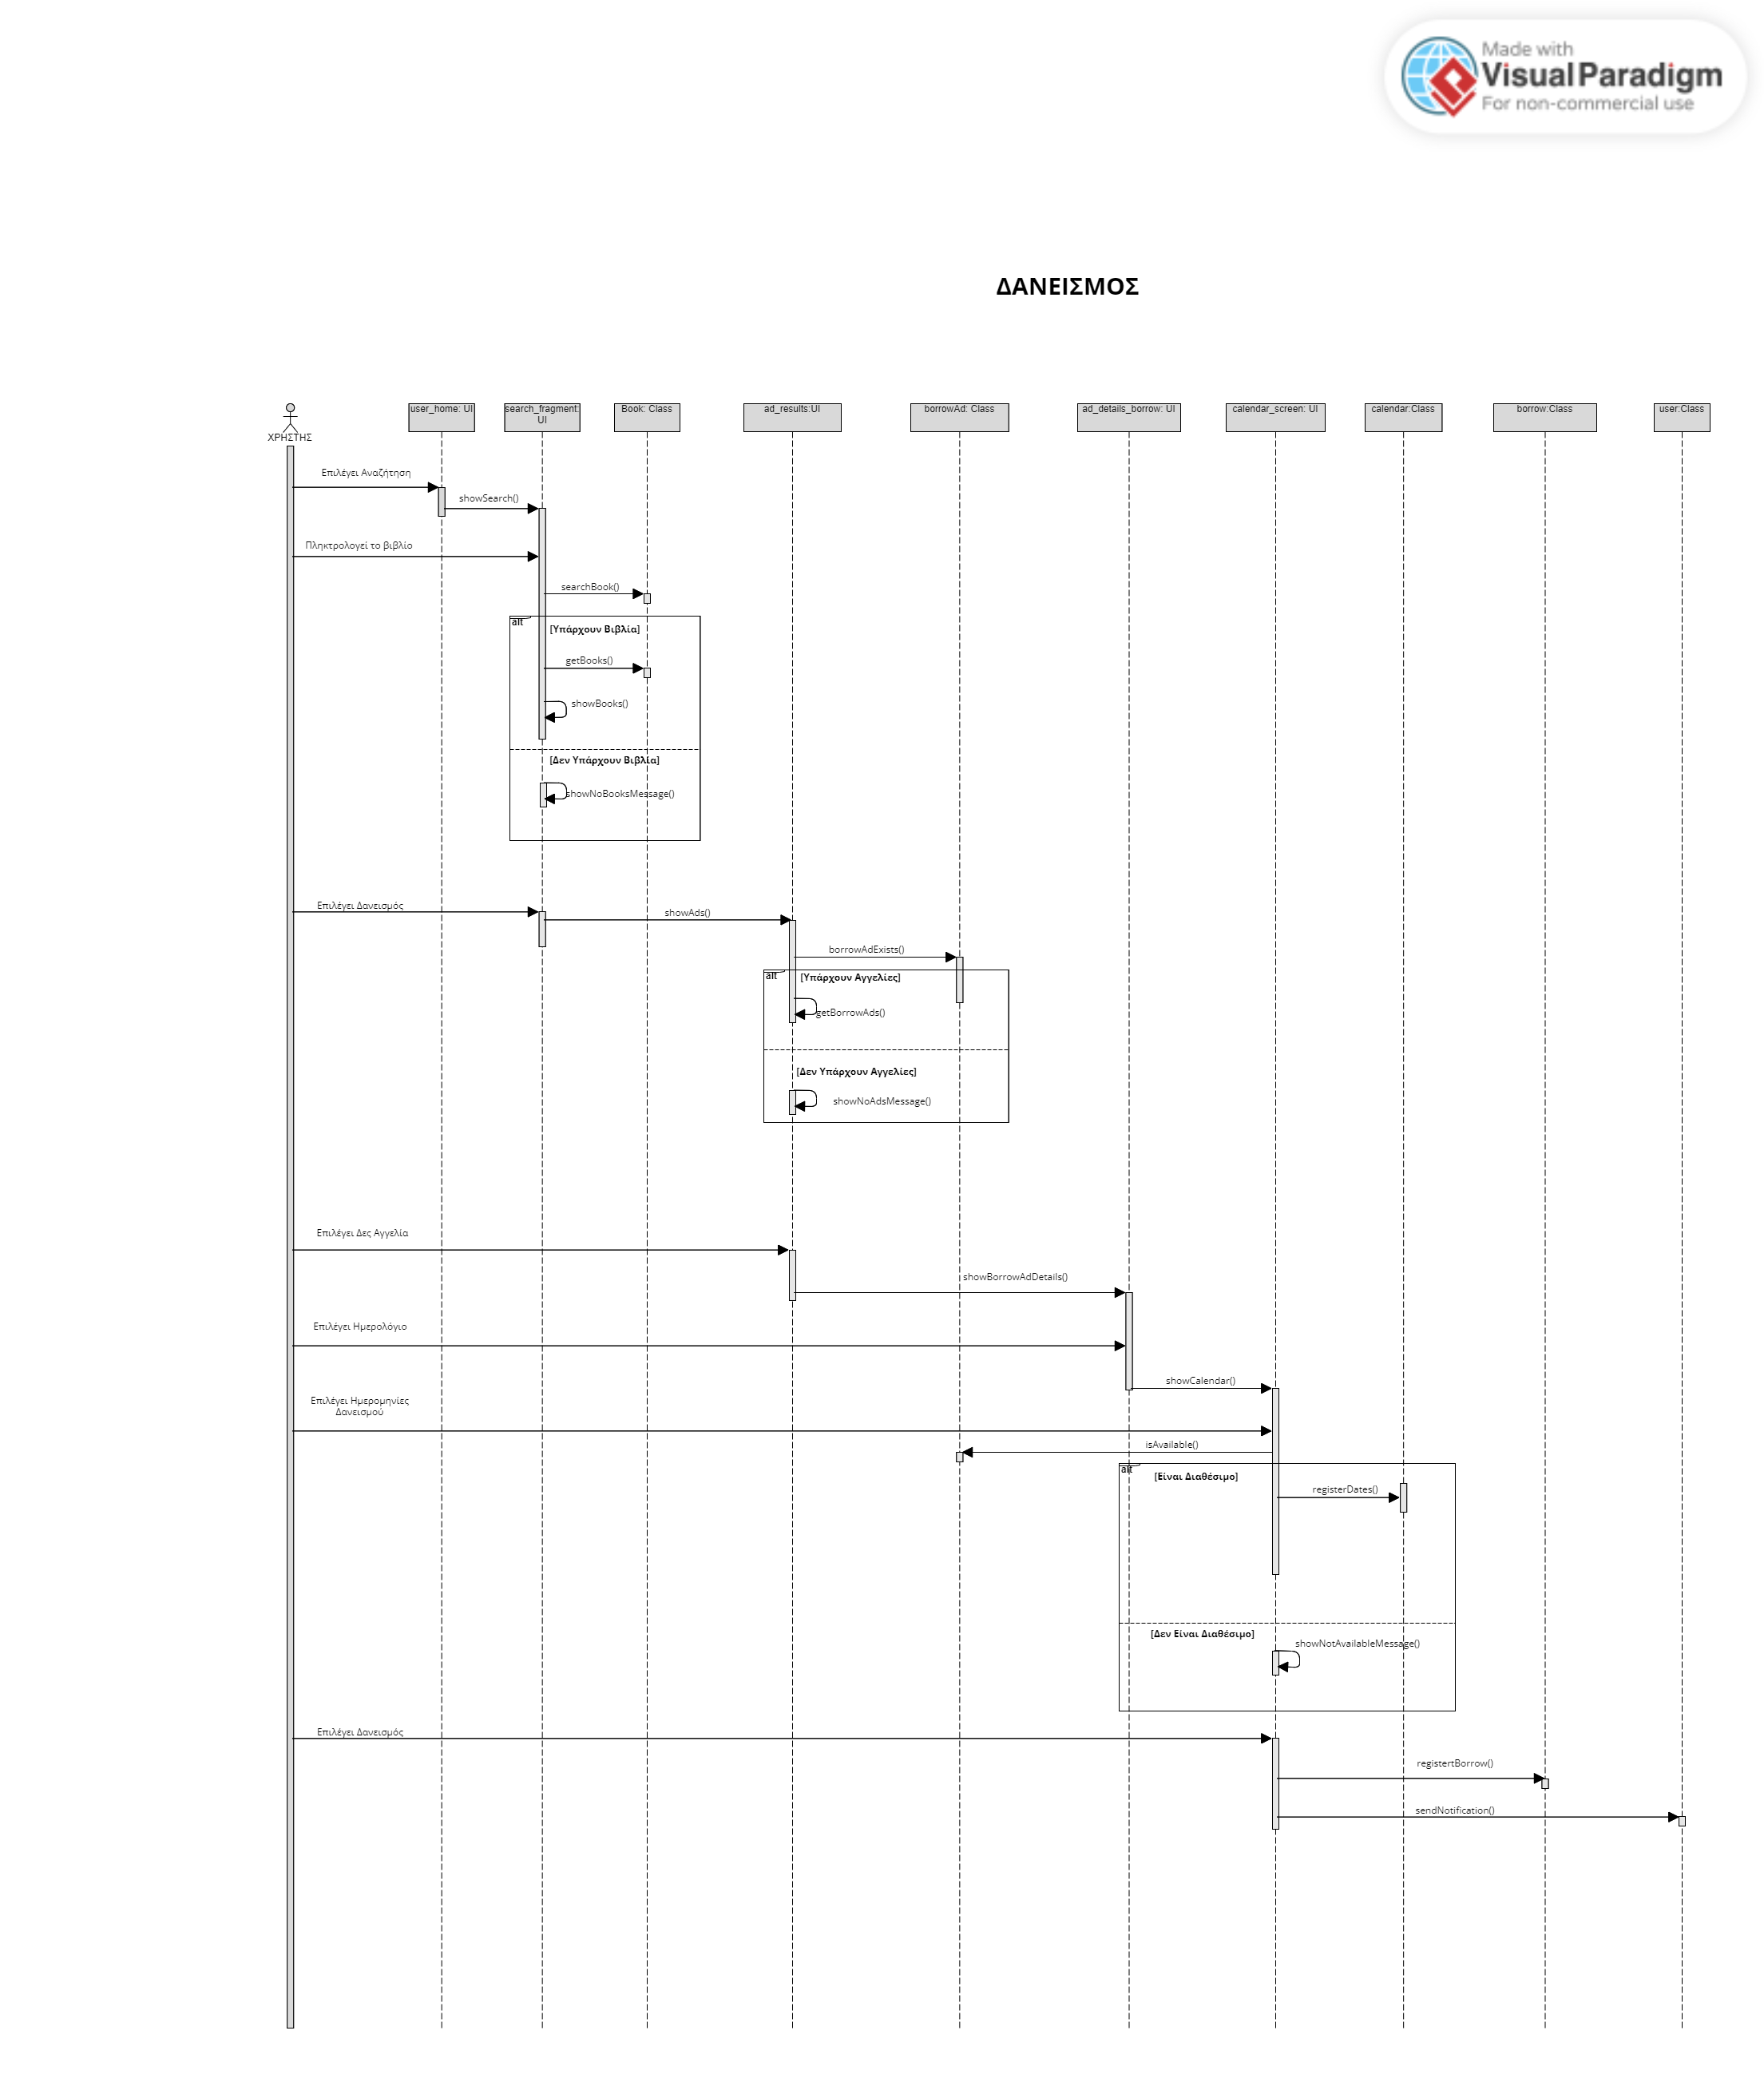 Made with
Visual Paradigm
For non-commercial use
ΔΑΝΕΙΣΜΟΣ
ΧΡΗΣΤΗΣ
user_home: UI
search_fragment:
UI
Book: Class
ad_results:UI
borrowAd: Class
ad_details_borrow: UI
calendar_screen: UI
calendar:Class
borrow:Class
user:Class
Επιλέγει Αναζήτηση
showSearch()
Πληκτρολογεί το βιβλίο
searchBook()
alt
[Υπάρχουν Βιβλία]
getBooks()
showBooks()
[Δεν Υπάρχουν Βιβλία]
showNoBooksMessage()
Επιλέγει Δανεισμός
showAds()
borrowAdExists()
alt
[Υπάρχουν Αγγελίες]
getBorrowAds()
[Δεν Υπάρχουν Αγγελίες]
showNoAdsMessage()
Επιλέγει Δες Αγγελία
showBorrowAdDetails()
Επιλέγει Ημερολόγιο
showCalendar()
Επιλέγει Ημερομηνίες
Δανεισμού
isAvailable()
alt
[Είναι Διαθέσιμο]
registerDates()
[Δεν Είναι Διαθέσιμο]
showNotAvailableMessage()
Επιλέγει Δανεισμός
registertBorrow()
sendNotification()